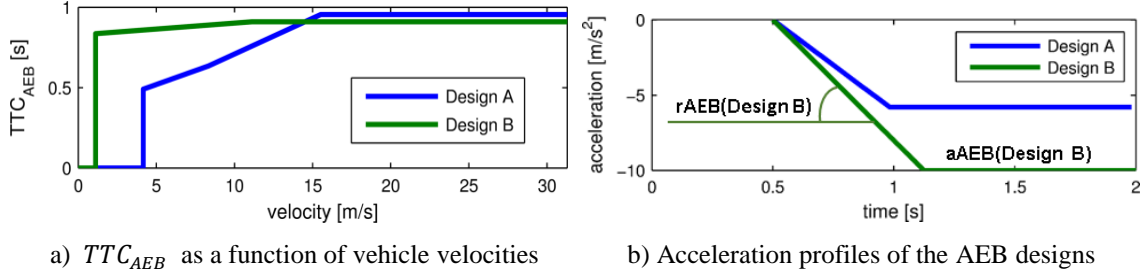 TTC_AEB [s]
1
0.5
0
Design A
Design B
0 5 10 15 20 25 30
velocity [m/s]
a) TTC_AEB as a function of vehicle velocities
acceleration [m/s²]
0
−5
−10
Design A
Design B
rAEB(Design B)
aAEB(Design B)
0 0.5 1 1.5 2
time [s]
b) Acceleration profiles of the AEB designs